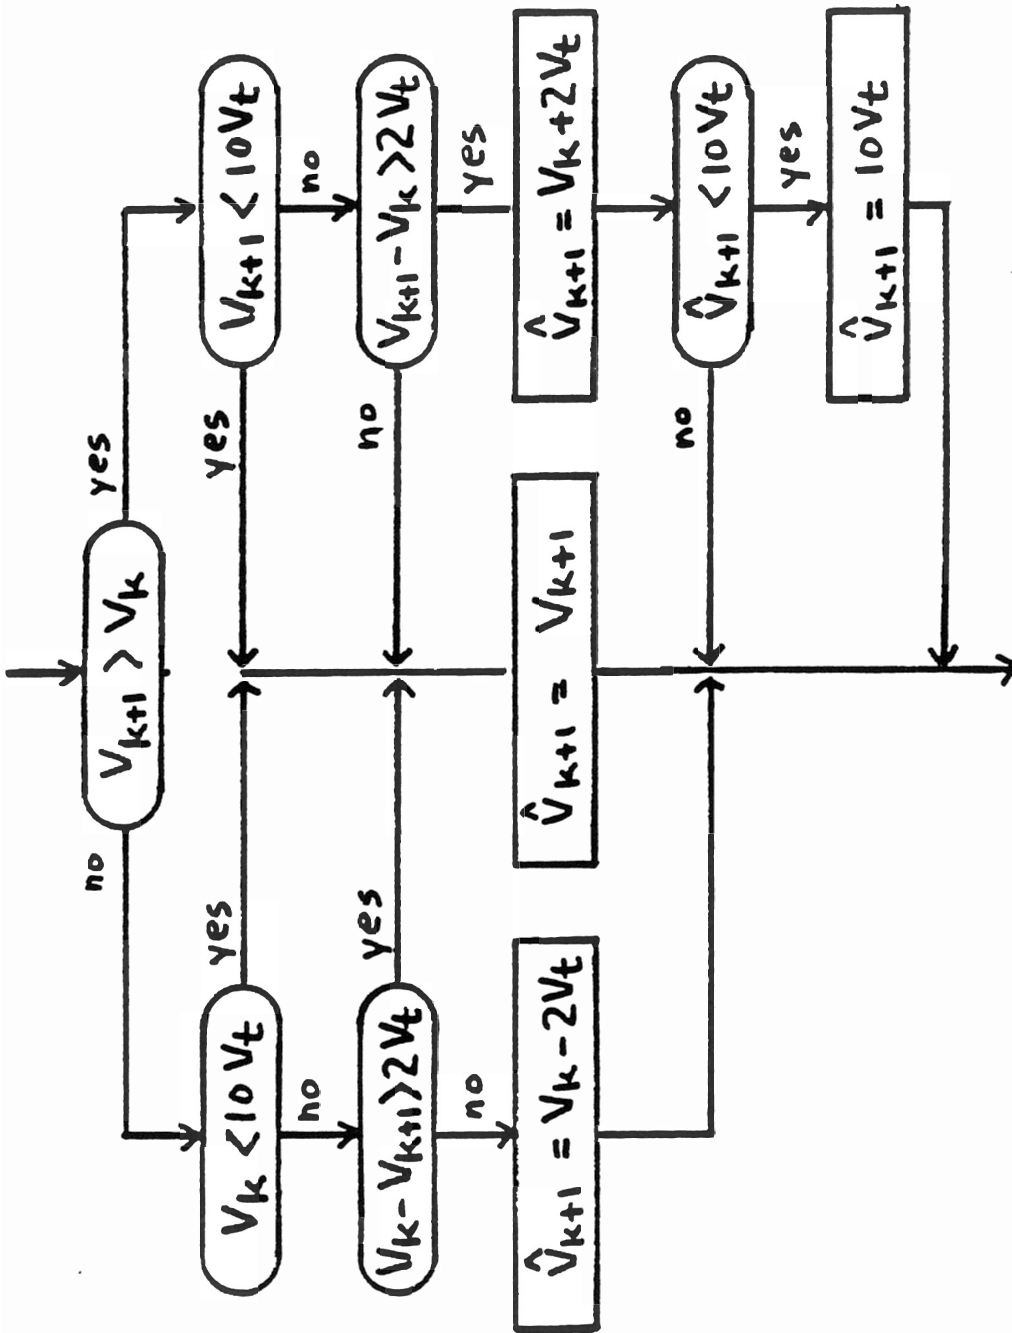 no
V_{k+1} > V_k
yes
V_k < 10V_t
yes
yes
V_{k+1} < 10V_t
no
no
V_k - V_{k+1} > 2V_t
yes
no
V_{k+1} - V_k > 2V_t
no
yes
V̂_{k+1} = V_k - 2V_t
V̂_{k+1} = V_{k+1}
V̂_{k+1} = V_k + 2V_t
no
V̂_{k+1} < 10V_t
yes
V̂_{k+1} = 10V_t